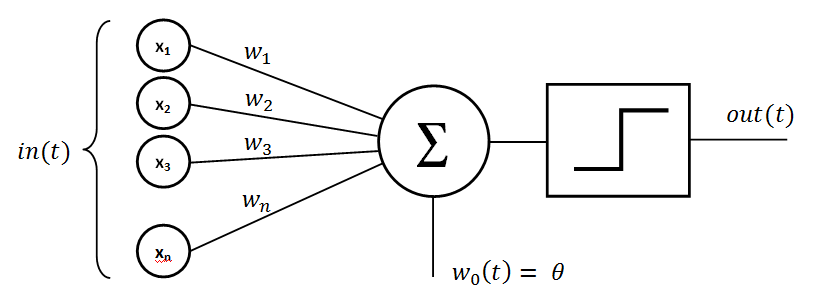 in(t)
x₁
x₂
x₃
xₙ
w₁
w₂
w₃
wₙ
Σ
w₀(t) = θ
out(t)